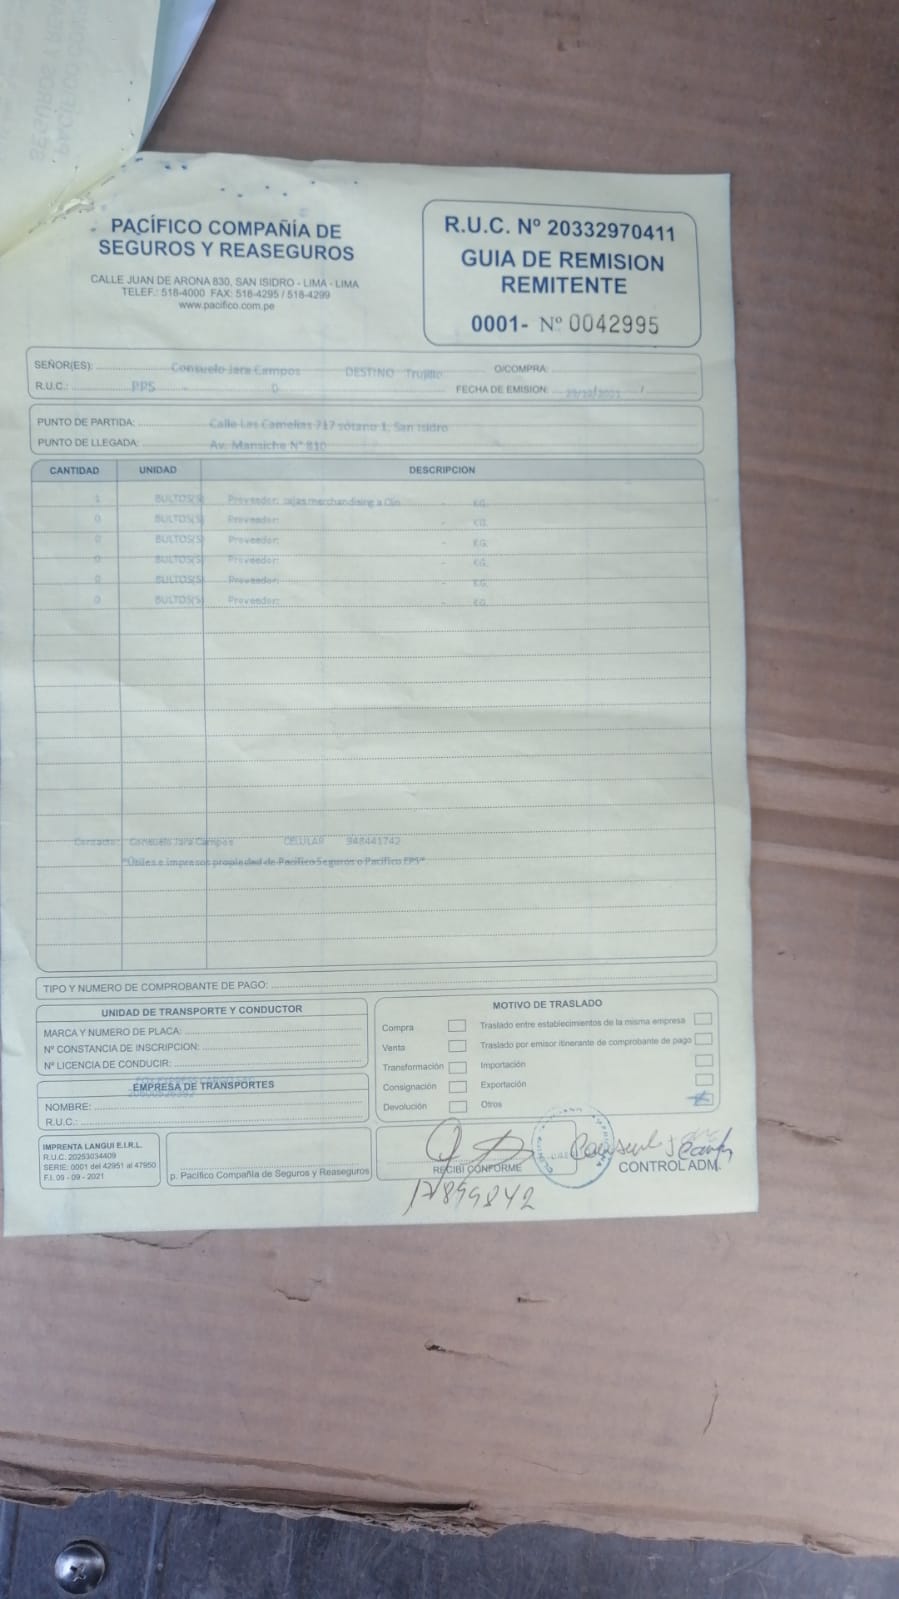 PACÍFICO COMPAÑÍA DE
SEGUROS Y REASEGUROS
CALLE JUAN DE ARONA 830, SAN ISIDRO - LIMA - LIMA
TELEF.: 518-4000 FAX: 518-4295 / 518-4299
www.pacifico.com.pe
R.U.C. Nº 20332970411
GUIA DE REMISION
REMITENTE
0001- Nº 0042995
SEÑOR(ES): Consuelo Jara Campos DESTINO Trujillo O/COMPRA:
R.U.C.: PPS 0 FECHA DE EMISION: /
PUNTO DE PARTIDA: Calle Las Camelias 717 sótano 1, San Isidro
PUNTO DE LLEGADA: Av. Mansiche N° 810
CANTIDAD UNIDAD DESCRIPCION
1 BULTOS(S) Proveedor: cajas merchandising a - KG.
0 BULTOS(S) Proveedor: - KG.
0 BULTOS(S) Proveedor: - KG.
0 BULTOS(S) Proveedor: - KG.
0 BULTOS(S) Proveedor: - KG.
0 BULTOS(S) Proveedor: - KG.
Contacto: Consuelo Jara Campos CELULAR 948441742
"Útiles e impresos propiedad de Pacífico Seguros o Pacífico EPS"
TIPO Y NUMERO DE COMPROBANTE DE PAGO:
UNIDAD DE TRANSPORTE Y CONDUCTOR
MARCA Y NUMERO DE PLACA:
Nº CONSTANCIA DE INSCRIPCION:
Nº LICENCIA DE CONDUCIR:
EMPRESA DE TRANSPORTES
NOMBRE:
R.U.C.:
MOTIVO DE TRASLADO
Compra Traslado entre establecimientos de la misma empresa
Venta Traslado por emisor itinerante de comprobante de pago
Transformación Importación
Consignación Exportación
Devolución Otros
IMPRENTA LANGUI E.I.R.L.
R.U.C. 20253034409
SERIE: 0001 del 42951 al 47950
F.I. 09 - 09 - 2021
p. Pacífico Compañía de Seguros y Reaseguros
RECIBI CONFORME
CONTROL ADM.
17899842